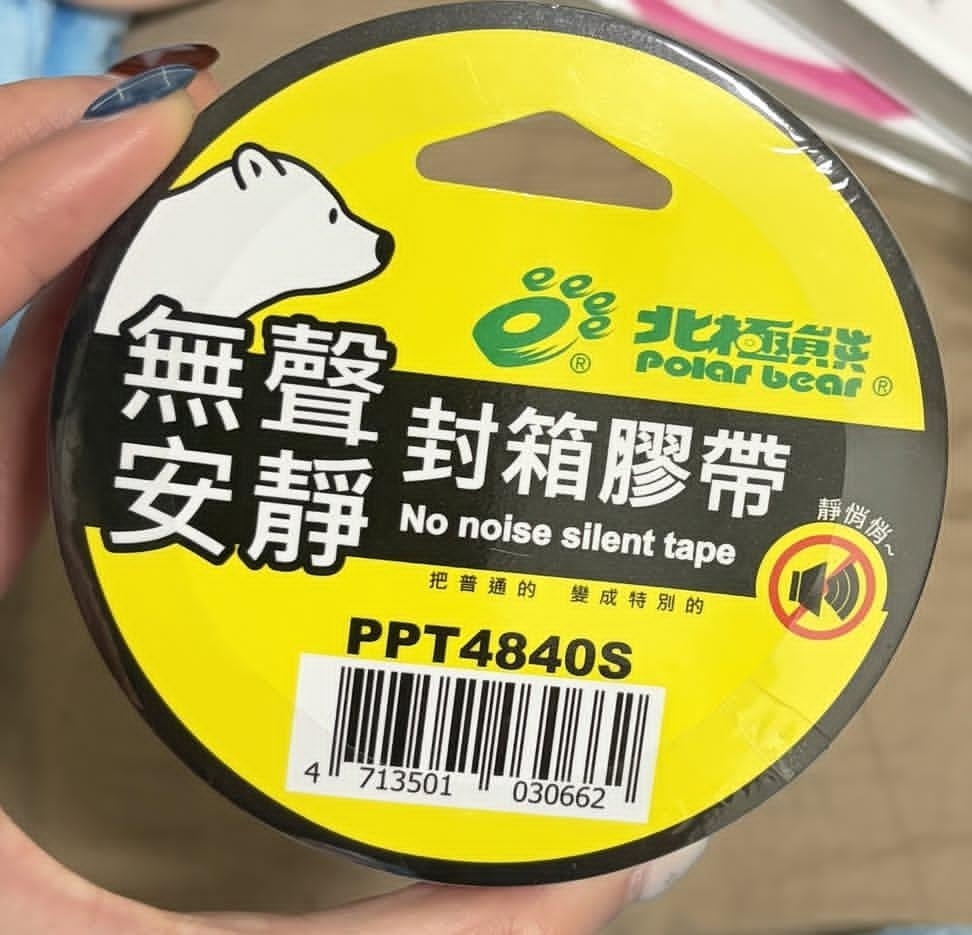 北極熊
Polar bear
無聲
安靜
封箱膠帶
No noise silent tape
靜悄悄~
把普通的 變成特別的
PPT4840S
4 713501 030662